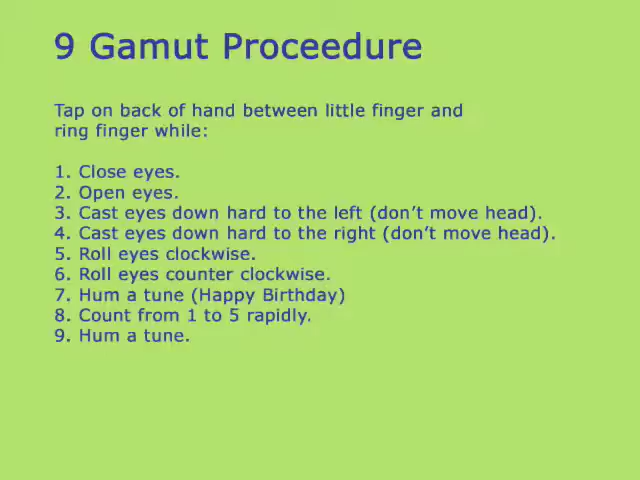 9 Gamut Proceedure
Tap on back of hand between little finger and
ring finger while:
1. Close eyes.
2. Open eyes.
3. Cast eyes down hard to the left (don't move head).
4. Cast eyes down hard to the right (don't move head).
5. Roll eyes clockwise.
6. Roll eyes counter clockwise.
7. Hum a tune (Happy Birthday)
8. Count from 1 to 5 rapidly.
9. Hum a tune.